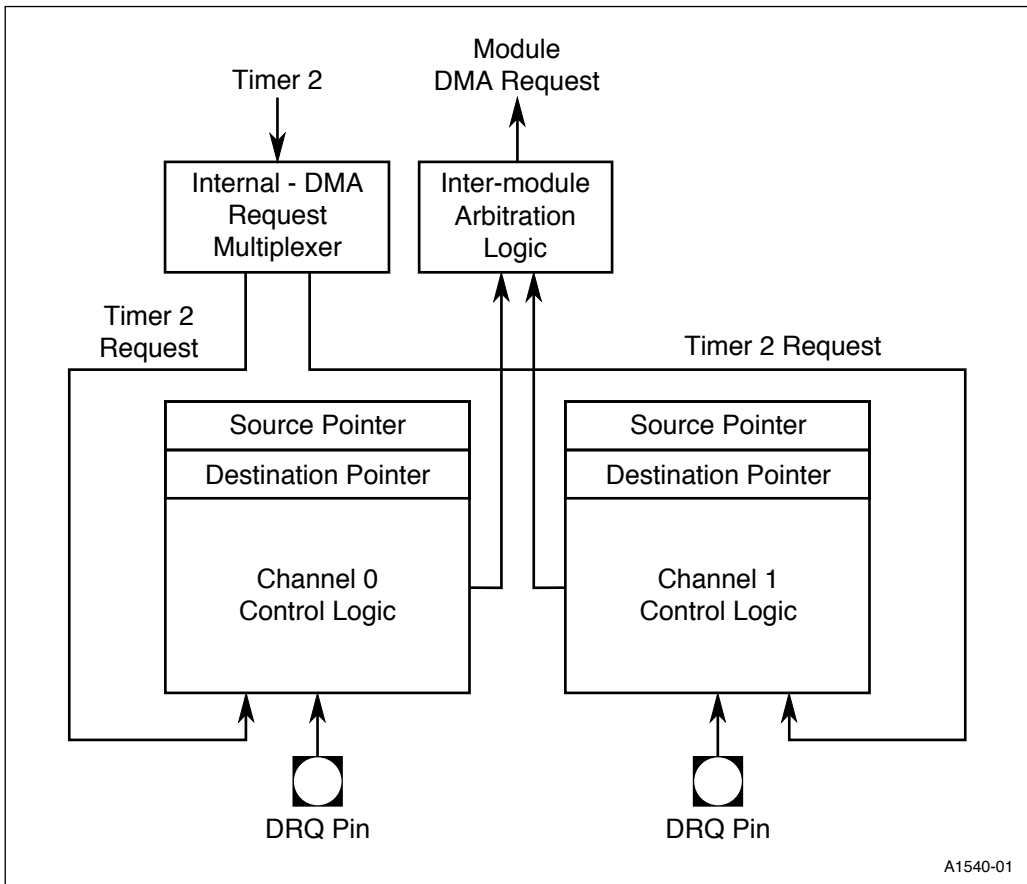 Timer 2
Module
DMA Request
Internal - DMA
Request
Multiplexer
Inter-module
Arbitration
Logic
Timer 2
Request
Timer 2 Request
Source Pointer
Destination Pointer
Channel 0
Control Logic
Source Pointer
Destination Pointer
Channel 1
Control Logic
DRQ Pin
DRQ Pin
A1540-01